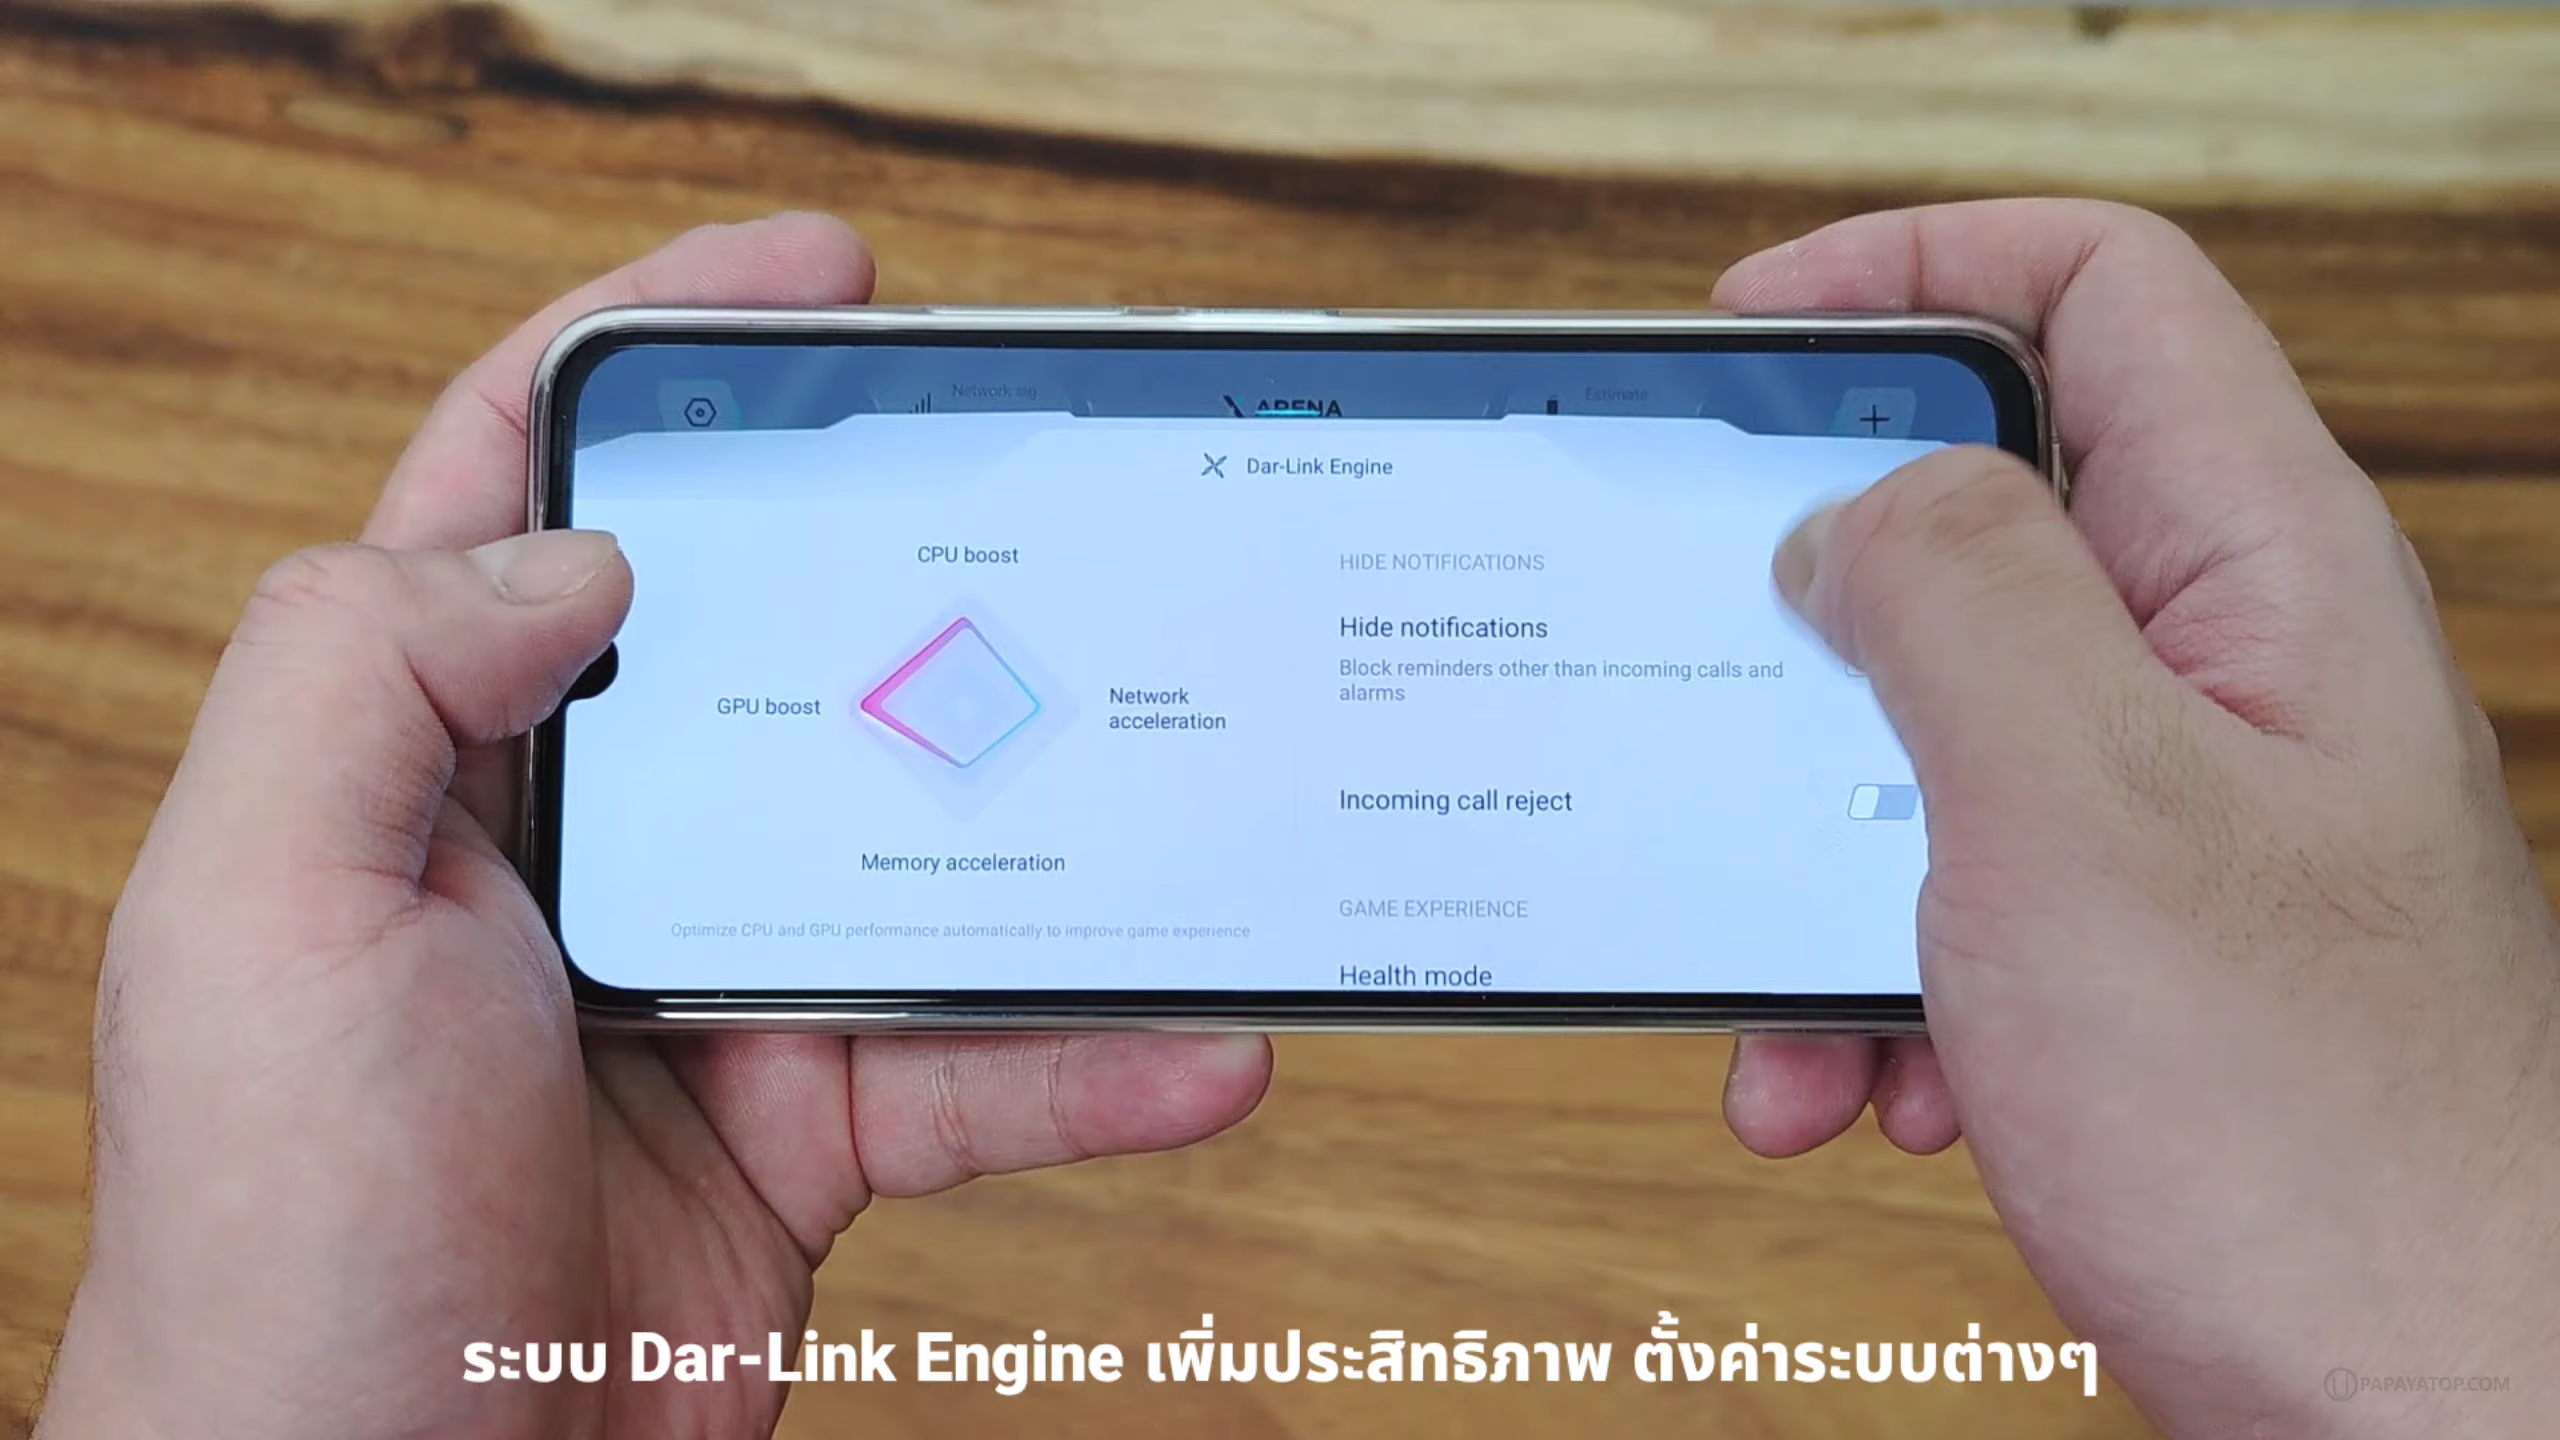 Network sig
ARENA
Estimate
Dar-Link Engine
CPU boost
GPU boost
Network
acceleration
Memory acceleration
Optimize CPU and GPU performance automatically to improve game experience
HIDE NOTIFICATIONS
Hide notifications
Block reminders other than incoming calls and
alarms
Incoming call reject
GAME EXPERIENCE
Health mode
ระบบ Dar-Link Engine เพิ่มประสิทธิภาพ ตั้งค่าระบบต่างๆ
PAPAYATOP.COM